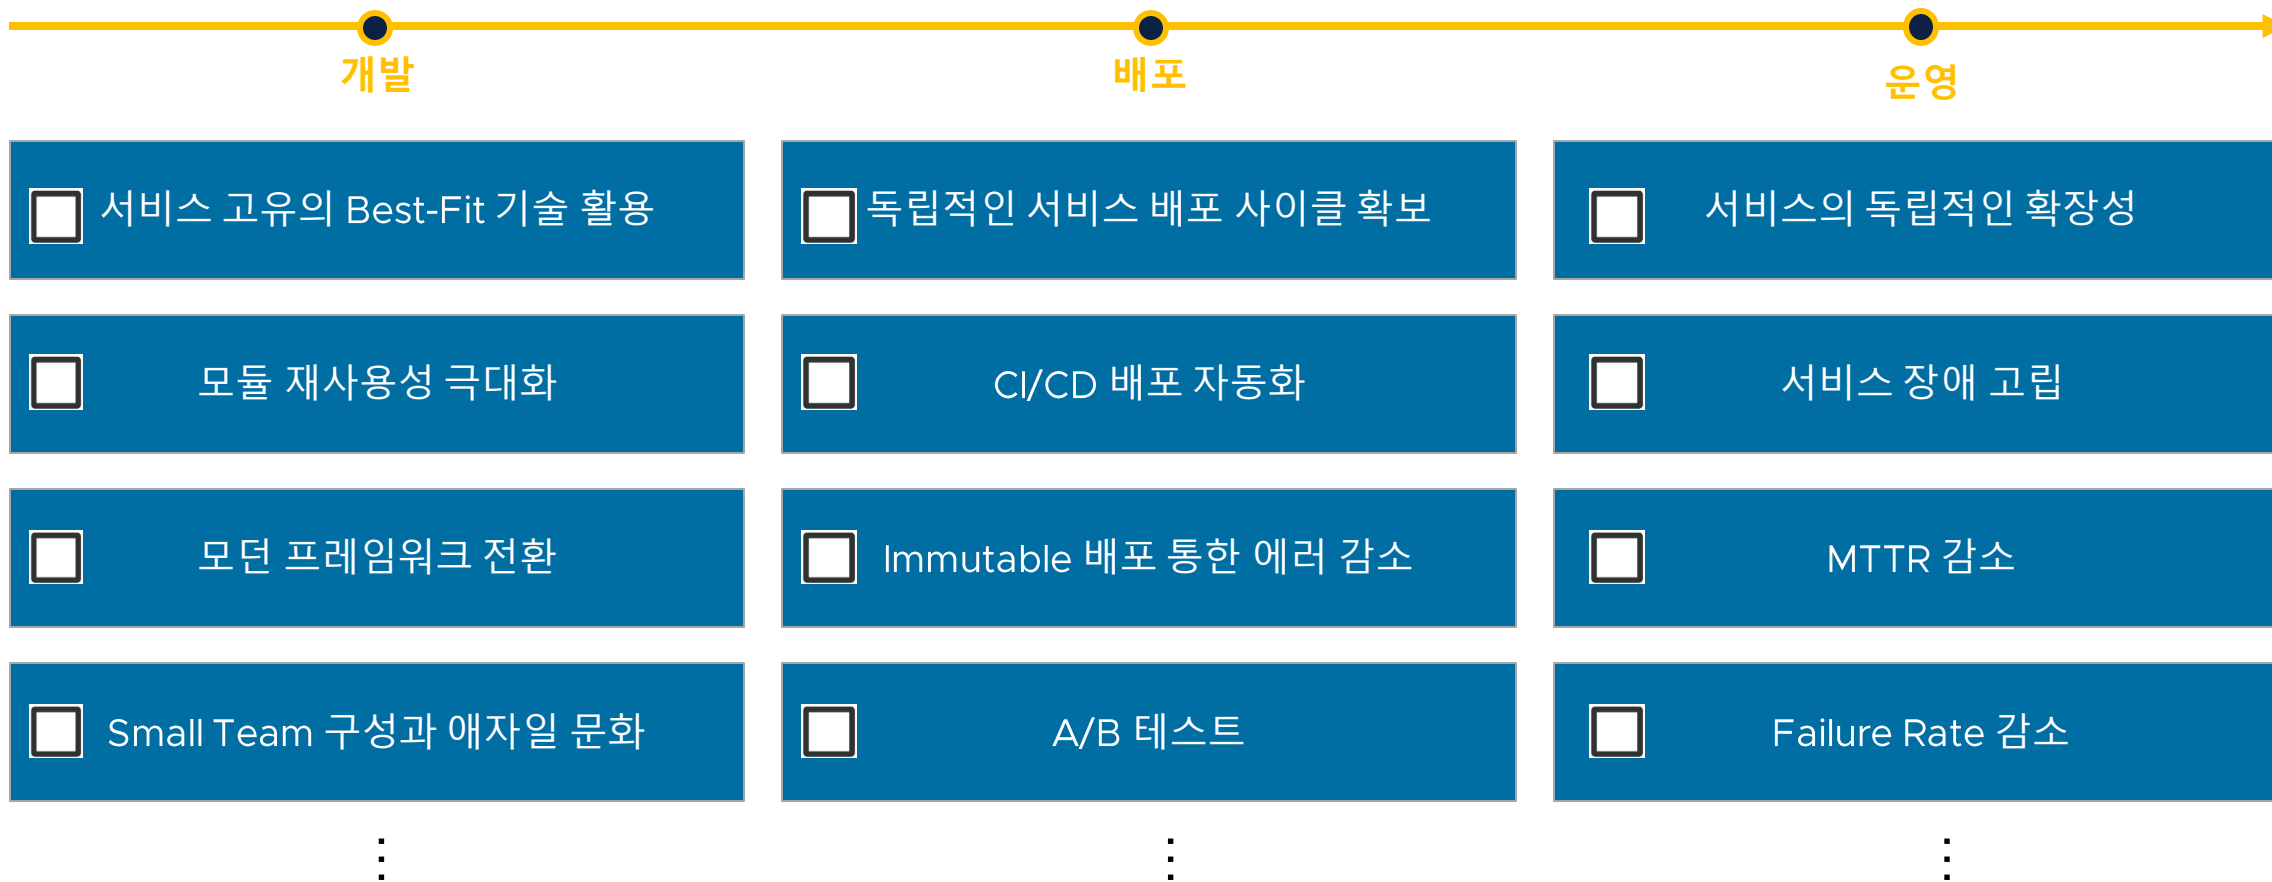 개발
배포
운영
서비스 고유의 Best-Fit 기술 활용
독립적인 서비스 배포 사이클 확보
서비스의 독립적인 확장성
모듈 재사용성 극대화
CI/CD 배포 자동화
서비스 장애 고립
모던 프레임워크 전환
Immutable 배포 통한 에러 감소
MTTR 감소
Small Team 구성과 애자일 문화
A/B 테스트
Failure Rate 감소